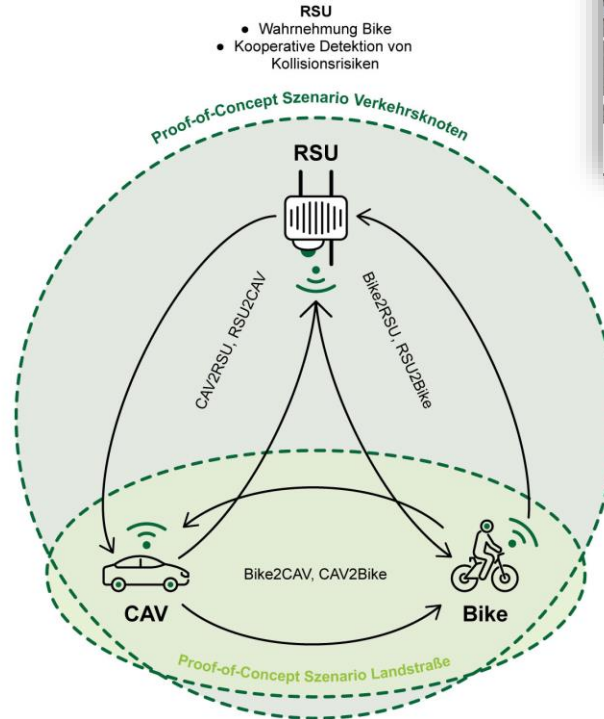 RSU
● Wahrnehmung Bike
● Kooperative Detektion von
Kollisionsrisiken
Proof-of-Concept Szenario Verkehrsknoten
RSU
CAV2RSU, RSU2CAV
Bike2RSU, RSU2Bike
Bike2CAV, CAV2Bike
CAV
Bike
Proof-of-Concept Szenario Landstraße